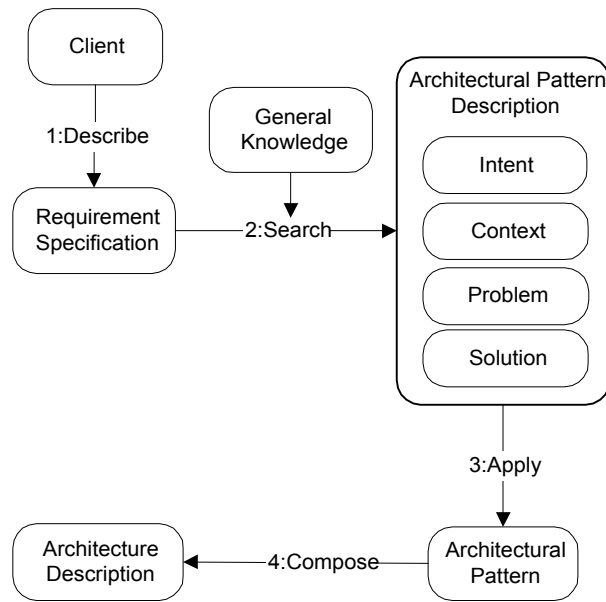 Client
1:Describe
Requirement
Specification
General
Knowledge
2:Search
Architectural Pattern
Description
Intent
Context
Problem
Solution
3:Apply
Architectural
Pattern
4:Compose
Architecture
Description